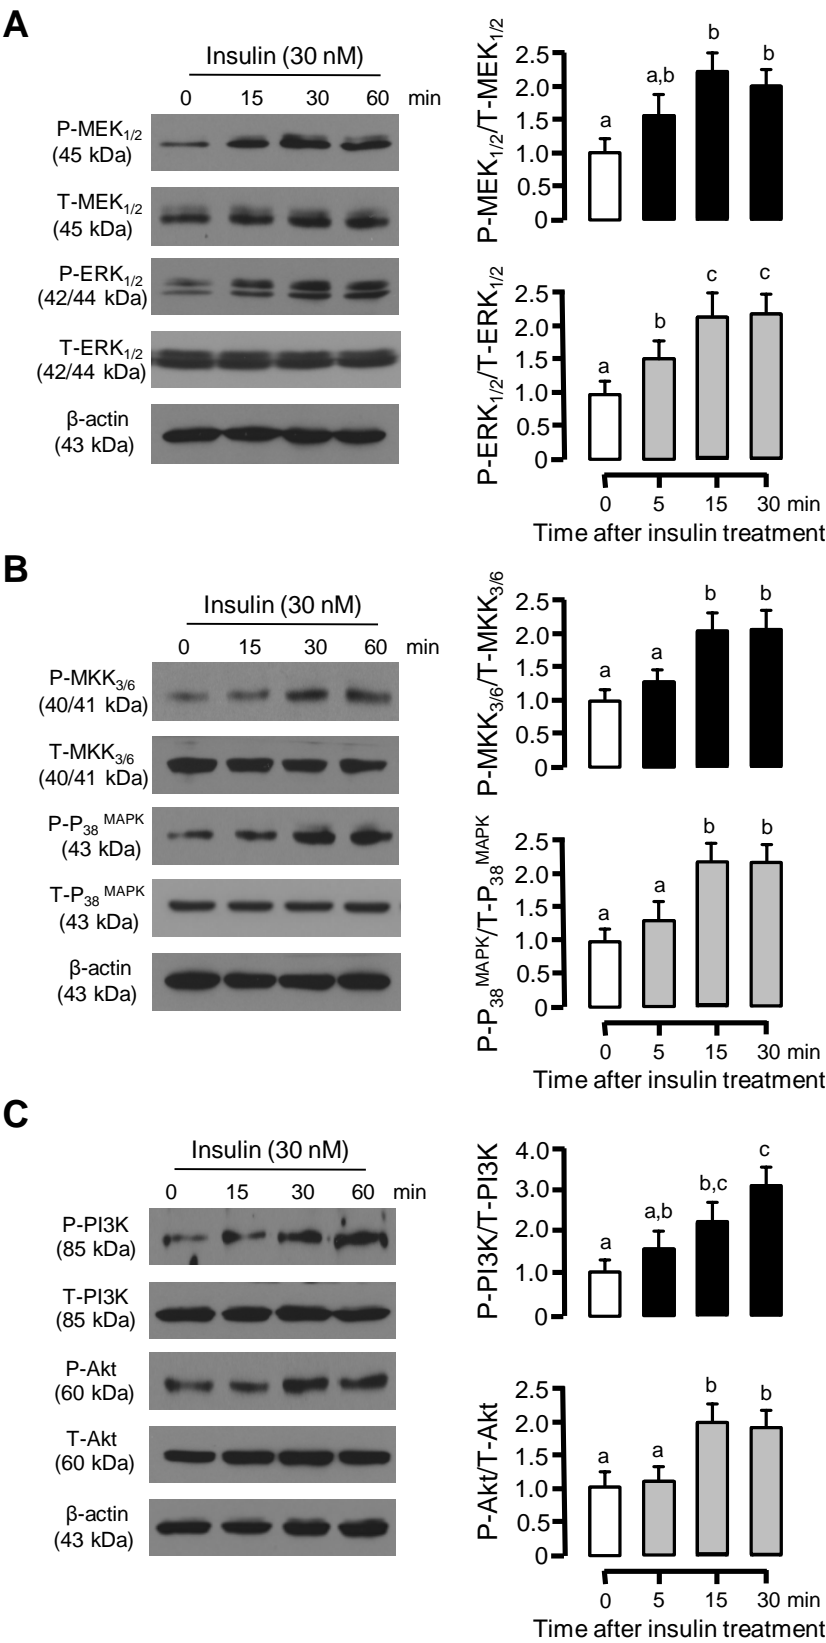 A
Insulin (30 nM)
0 15 30 60 min
P-MEK1/2
(45 kDa)
T-MEK1/2
(45 kDa)
P-ERK1/2
(42/44 kDa)
T-ERK1/2
(42/44 kDa)
β-actin
(43 kDa)
P-MEK1/2/T-MEK1/2
2.5
2.0
1.5
1.0
0.5
0
a a,b b b
P-ERK1/2/T-ERK1/2
2.5
2.0
1.5
1.0
0.5
0
a b c c
0 5 15 30 min
Time after insulin treatment
B
Insulin (30 nM)
0 15 30 60 min
P-MKK3/6
(40/41 kDa)
T-MKK3/6
(40/41 kDa)
P-P38 MAPK
(43 kDa)
T-P38 MAPK
(43 kDa)
β-actin
(43 kDa)
P-MKK3/6/T-MKK3/6
2.5
2.0
1.5
1.0
0.5
0
a a b b
P-P38MAPK/T-P38MAPK
2.5
2.0
1.5
1.0
0.5
0
a a b b
0 5 15 30 min
Time after insulin treatment
C
Insulin (30 nM)
0 15 30 60 min
P-PI3K
(85 kDa)
T-PI3K
(85 kDa)
P-Akt
(60 kDa)
T-Akt
(60 kDa)
β-actin
(43 kDa)
P-PI3K/T-PI3K
4.0
3.0
2.0
1.0
0
a a,b b,c c
P-Akt/T-Akt
2.5
2.0
1.5
1.0
0.5
0
a a b b
0 5 15 30 min
Time after insulin treatment